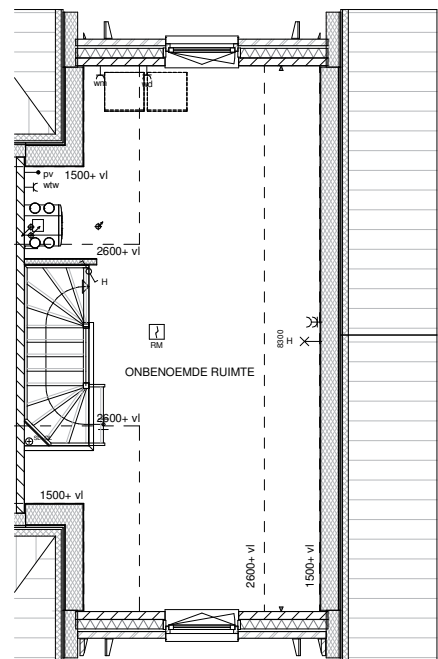 wm wd
pv
1500+ vl
wtw
2600+ vl
H
RM
8300
H
ONBENOEMDE RUIMTE
2600+ vl
1500+ vl
2600+ vl
1500+ vl